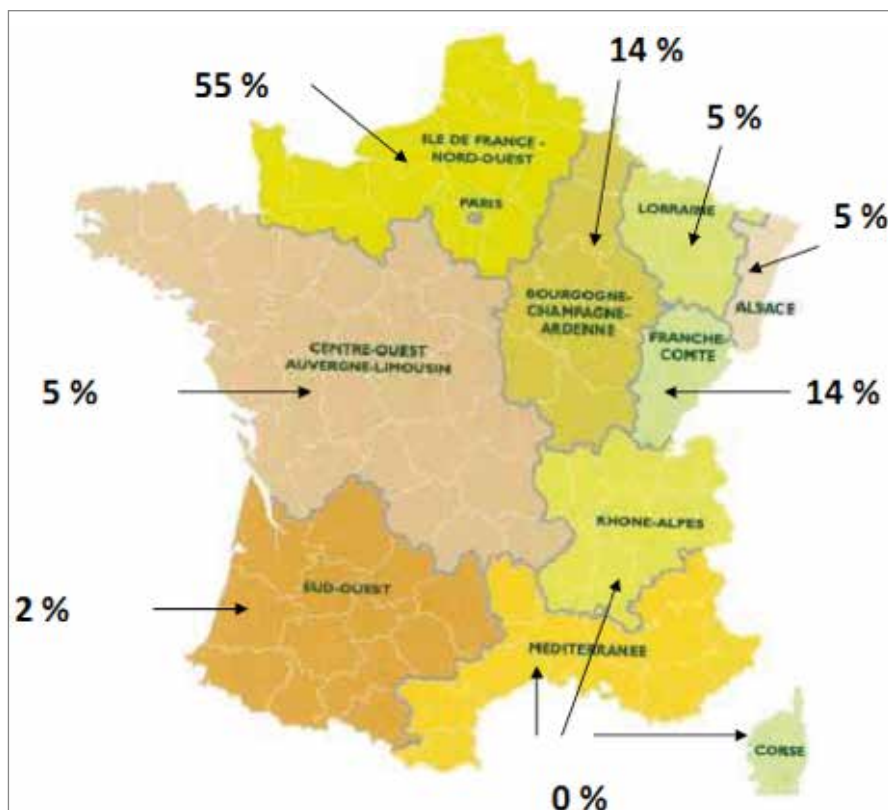 14 %
55 %
5 %
ILE DE FRANCE -
NORD-OUEST
PARIS
LORRAINE
5 %
ALSACE
BOURGOGNE-
CHAMPAGNE-
ARDENNE
FRANCHE-
COMTE
CENTRE-OUEST
AUVERGNE-LIMOUSIN
5 %
14 %
RHONE-ALPES
SUD-OUEST
2 %
MEDITERRANEE
CORSE
0 %